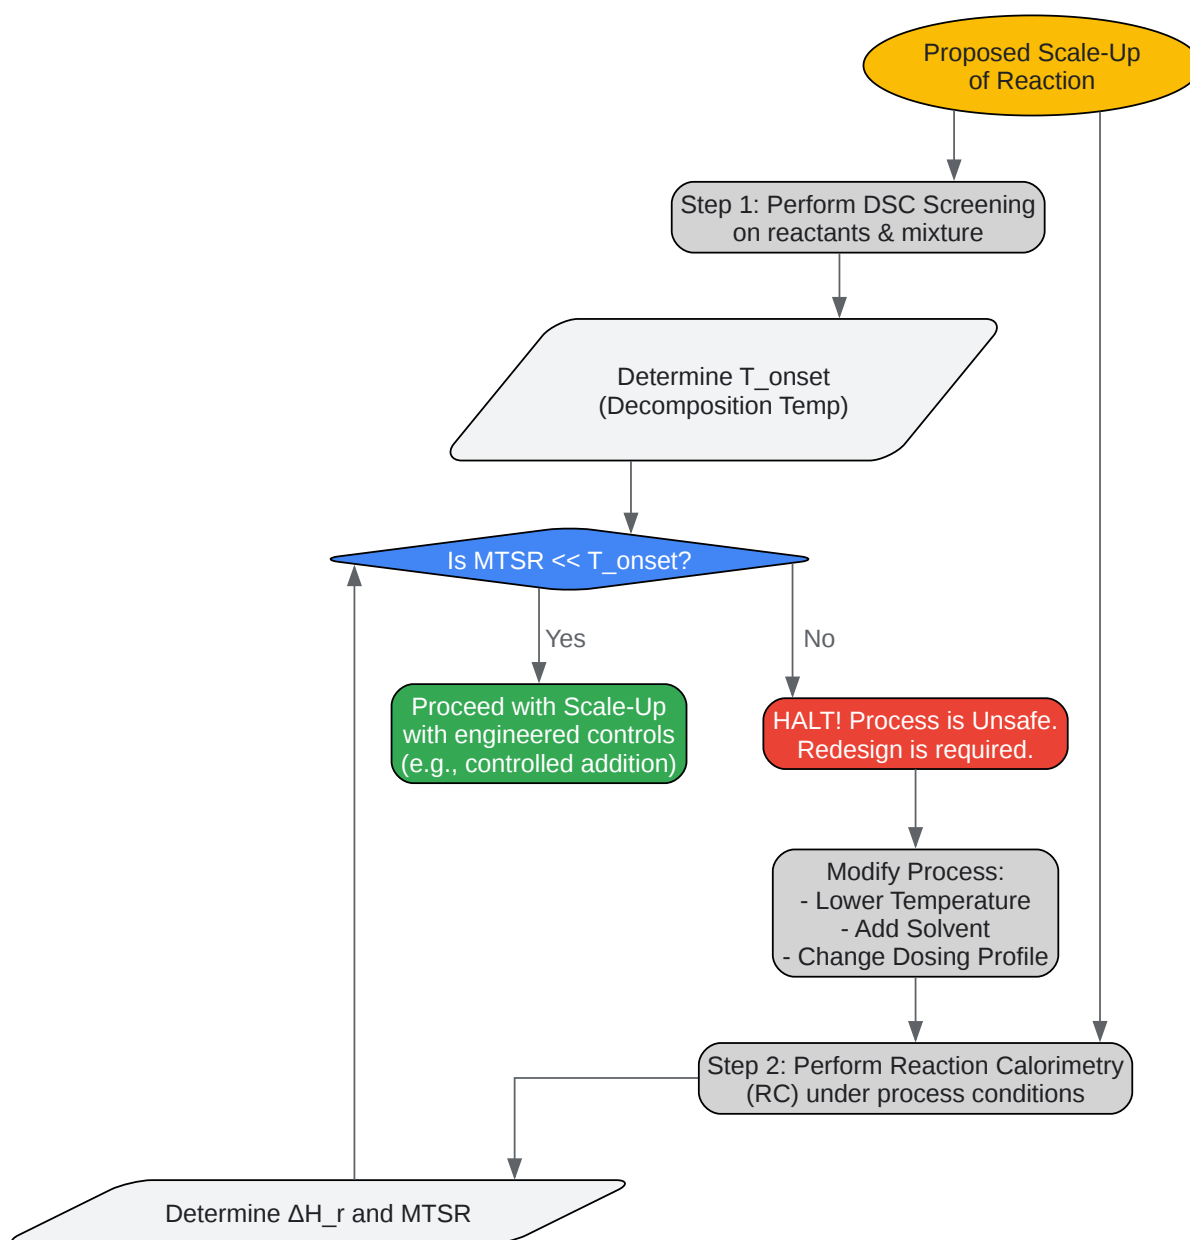 Proposed Scale-Up
of Reaction
Step 1: Perform DSC Screening
on reactants & mixture
Determine T_onset
(Decomposition Temp)
Is MTSR << T_onset?
Yes
No
Proceed with Scale-Up
with engineered controls
(e.g., controlled addition)
HALT! Process is Unsafe.
Redesign is required.
Modify Process:
- Lower Temperature
- Add Solvent
- Change Dosing Profile
Step 2: Perform Reaction Calorimetry
(RC) under process conditions
Determine ΔH_r and MTSR